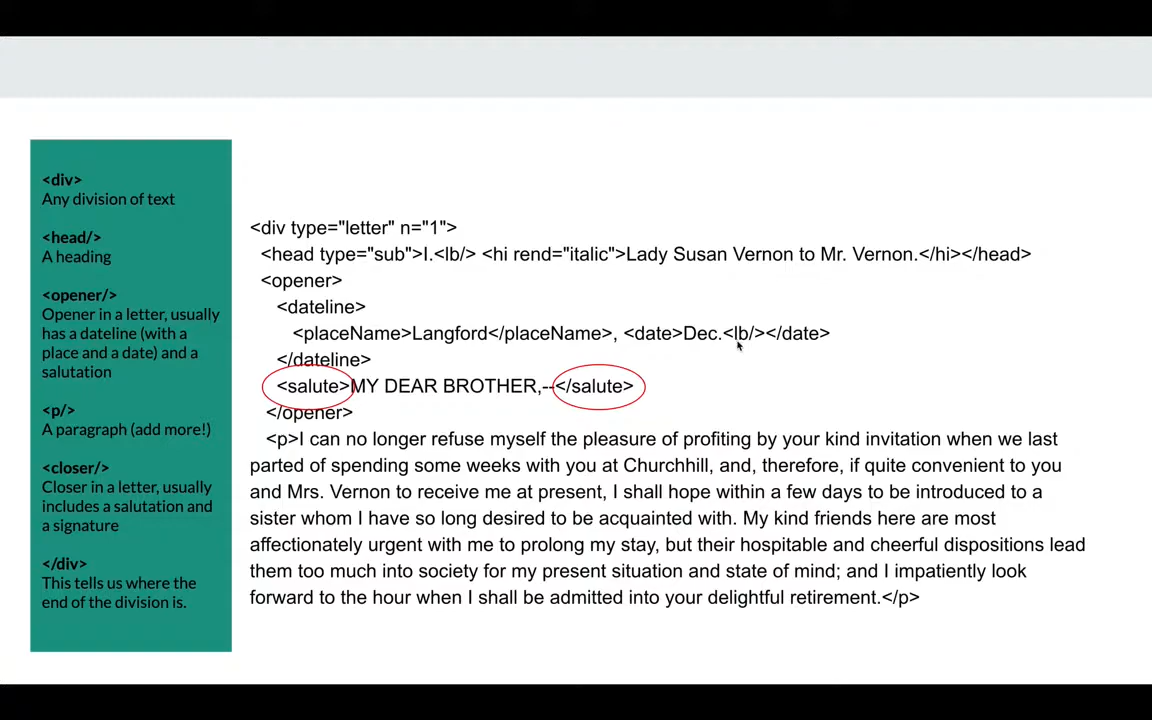 <div>
Any division of text
<head/>
A heading
<opener/>
Opener in a letter, usually
has a dateline (with a
place and a date) and a
salutation
<p/>
A paragraph (add more!)
<closer/>
Closer in a letter, usually
includes a salutation and
a signature
</div>
This tells us where the
end of the division is.
<div type="letter" n="1">
<head type="sub">I.<lb/> <hi rend="italic">Lady Susan Vernon to Mr. Vernon.</hi></head>
<opener>
<dateline>
<placeName>Langford</placeName>, <date>Dec.<lb/></date>
</dateline>
<salute>MY DEAR BROTHER,--</salute>
</opener>
<p>I can no longer refuse myself the pleasure of profiting by your kind invitation when we last
parted of spending some weeks with you at Churchhill, and, therefore, if quite convenient to you
and Mrs. Vernon to receive me at present, I shall hope within a few days to be introduced to a
sister whom I have so long desired to be acquainted with. My kind friends here are most
affectionately urgent with me to prolong my stay, but their hospitable and cheerful dispositions lead
them too much into society for my present situation and state of mind; and I impatiently look
forward to the hour when I shall be admitted into your delightful retirement.</p>